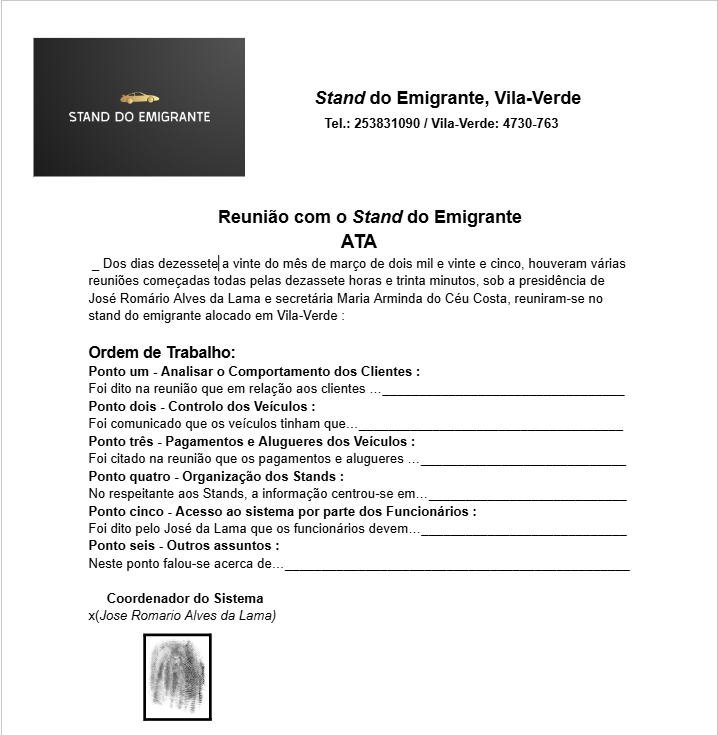 STAND DO EMIGRANTE
Stand do Emigrante, Vila-Verde
Tel.: 253831090 / Vila-Verde: 4730-763
Reunião com o Stand do Emigrante
ATA
_ Dos dias dezessete a vinte do mês de março de dois mil e vinte e cinco, houveram várias
reuniões começadas todas pelas dezassete horas e trinta minutos, sob a presidência de
José Romário Alves da Lama e secretária Maria Arminda do Céu Costa, reuniram-se no
stand do emigrante alocado em Vila-Verde :
Ordem de Trabalho:
Ponto um - Analisar o Comportamento dos Clientes :
Foi dito na reunião que em relação aos clientes …_________________________________
Ponto dois - Controlo dos Veículos :
Foi comunicado que os veículos tinham que…____________________________________
Ponto três - Pagamentos e Alugueres dos Veículos :
Foi citado na reunião que os pagamentos e alugueres …____________________________
Ponto quatro - Organização dos Stands :
No respeitante aos Stands, a informação centrou-se em…___________________________
Ponto cinco - Acesso ao sistema por parte dos Funcionários :
Foi dito pelo José da Lama que os funcionários devem…____________________________
Ponto seis - Outros assuntos :
Neste ponto falou-se acerca de…_______________________________________________
Coordenador do Sistema
x(Jose Romario Alves da Lama)